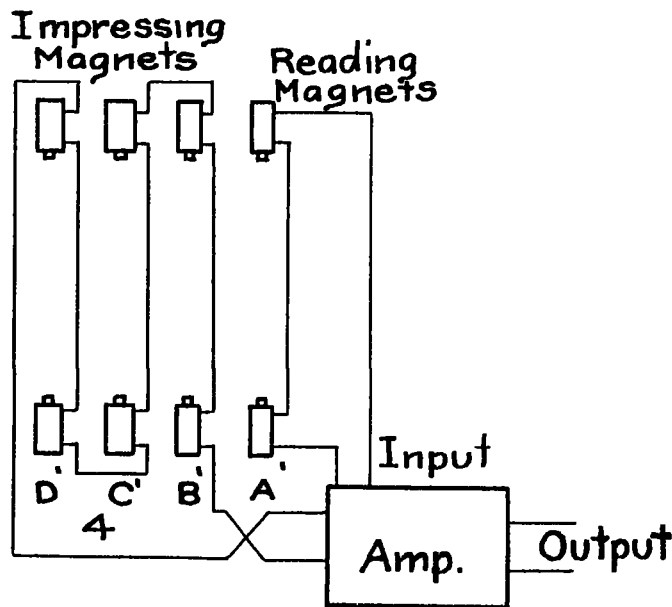 Impressing
Magnets
Reading
Magnets
Input
D' C' B' A'
4
Amp.
Output